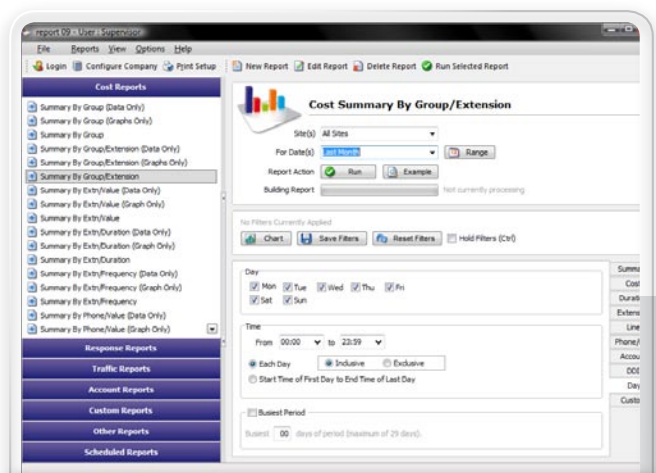 report 09 - User : Supervisor
File Reports View Options Help
Login Configure Company Print Setup New Report Edit Report Delete Report Run Selected Report
Cost Reports
Summary By Group (Data Only)
Summary By Group (Graphs Only)
Summary By Group
Summary By Group/Extension (Data Only)
Summary By Group/Extension (Graphs Only)
Summary By Group/Extension
Summary By Extn/Value (Data Only)
Summary By Extn/Value (Graph Only)
Summary By Extn/Value
Summary By Extn/Duration (Data Only)
Summary By Extn/Duration (Graph Only)
Summary By Extn/Duration
Summary By Extn/Frequency (Data Only)
Summary By Extn/Frequency (Graph Only)
Summary By Extn/Frequency
Summary By Phone/Value (Data Only)
Summary By Phone/Value (Graph Only)
Response Reports
Traffic Reports
Account Reports
Custom Reports
Other Reports
Scheduled Reports
Cost Summary By Group/Extension
Site(s) All Sites
For Date(s) Last Month Range
Report Action Run Example
Building Report Not currently processing
No Filters Currently Applied
Chart Save Filters Reset Filters Hold Filters (Ctrl)
Day
Mon Tue Wed Thu Fri
Sat Sun
Time
From 00:00 to 23:59
Each Day Inclusive Exclusive
Start Time of First Day to End Time of Last Day
Busiest Period
Busiest 00 days of period (maximum of 29 days).
Summa
Cost
Durati
Extens
Line
Phone/
Accou
DDI
Day
Custo